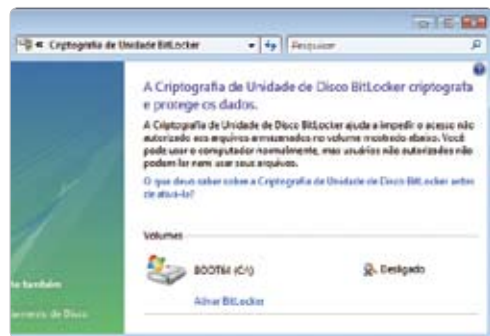 « Criptografia de Unidade BitLocker
Pesquisar
A Criptografia de Unidade de Disco BitLocker criptografa
e protege os dados.
A Criptografia de Unidade de Disco BitLocker ajuda a impedir o acesso não
autorizado aos arquivos armazenados no volume mostrado abaixo. Você
pode usar o computador normalmente, mas usuários não autorizados não
podem ler nem usar seus arquivos.
O que devo saber sobre a Criptografia de Unidade de Disco BitLocker antes
de ativá-la?
Volumes
(C:\)
Desligado
Ativar BitLocker
também
de Disco